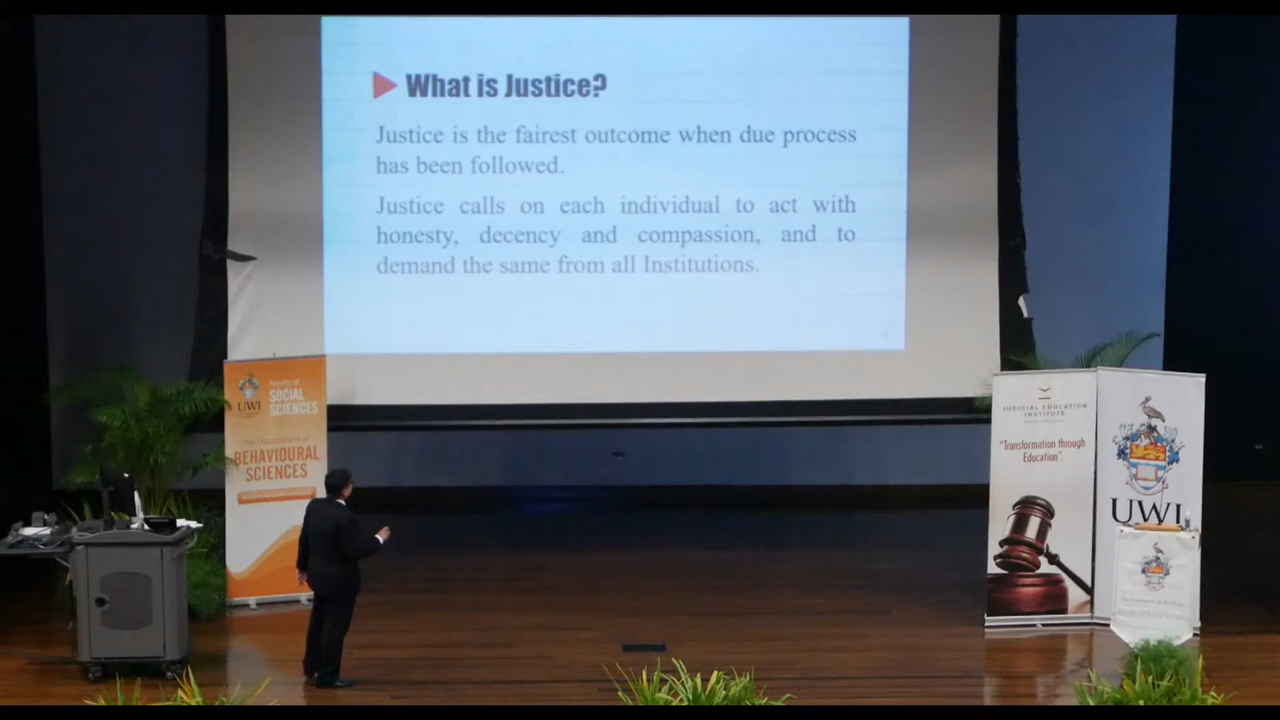 What is Justice?
Justice is the fairest outcome when due process
has been followed.
Justice calls on each individual to act with
honesty, decency and compassion, and to
demand the same from all Institutions.
UWI
Faculty of
SOCIAL
SCIENCES
The Department of
BEHAVIOURAL
SCIENCES
JUDICIAL EDUCATION
INSTITUTE
"Transformation through
Education"
UWI